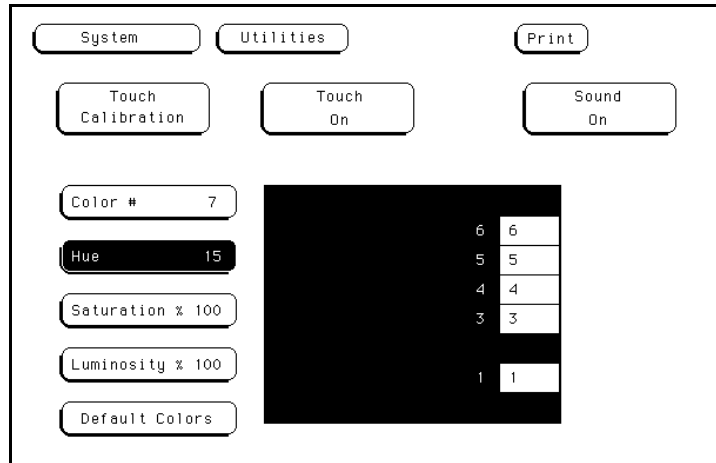 System Utilities Print
Touch Calibration
Touch On
Sound On
Color # 7
Hue 15
Saturation % 100
Luminosity % 100
Default Colors
6 6
5 5
4 4
3 3
1 1